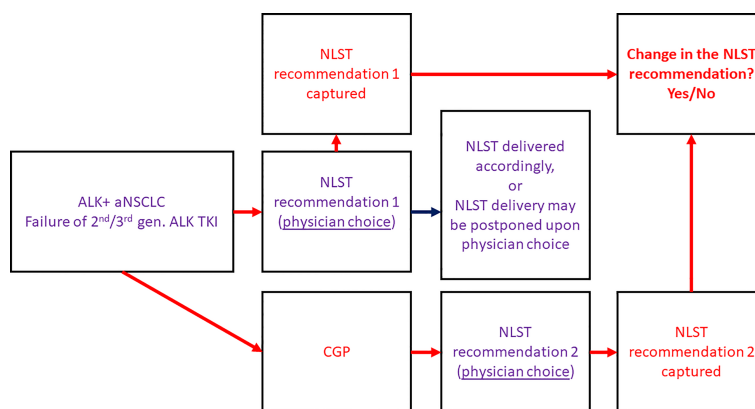 NLST
recommendation 1
captured
Change in the NLST
recommendation?
Yes/No
ALK+ aNSCLC
Failure of 2nd/3rd gen. ALK TKI
NLST
recommendation 1
(physician choice)
NLST delivered
accordingly,
or
NLST delivery may
be postponed upon
physician choice
CGP
NLST
recommendation 2
(physician choice)
NLST
recommendation 2
captured